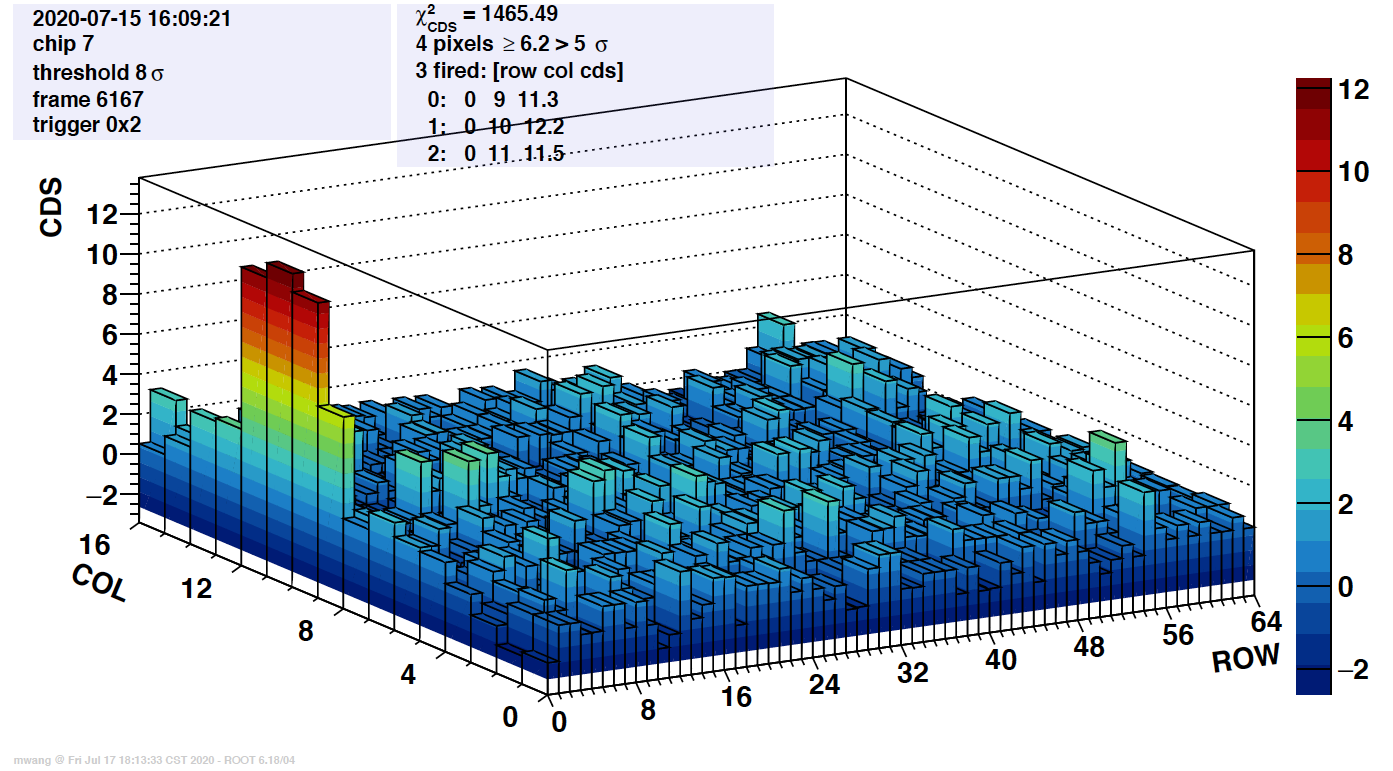 2020-07-15 16:09:21
chip 7
threshold 8 σ
frame 6167
trigger 0x2
χ²CDS = 1465.49
4 pixels ≥ 6.2 > 5 σ
3 fired: [row col cds]
0: 0 9 11.3
1: 0 10 12.2
2: 0 11 11.5
CDS
12
10
8
6
4
2
0
−2
16
12
8
4
0
COL
0
8
16
24
32
40
48
56
64
ROW
12
10
8
6
4
2
0
−2
mwang @ Fri Jul 17 18:13:33 CST 2020 - ROOT 6.18/04